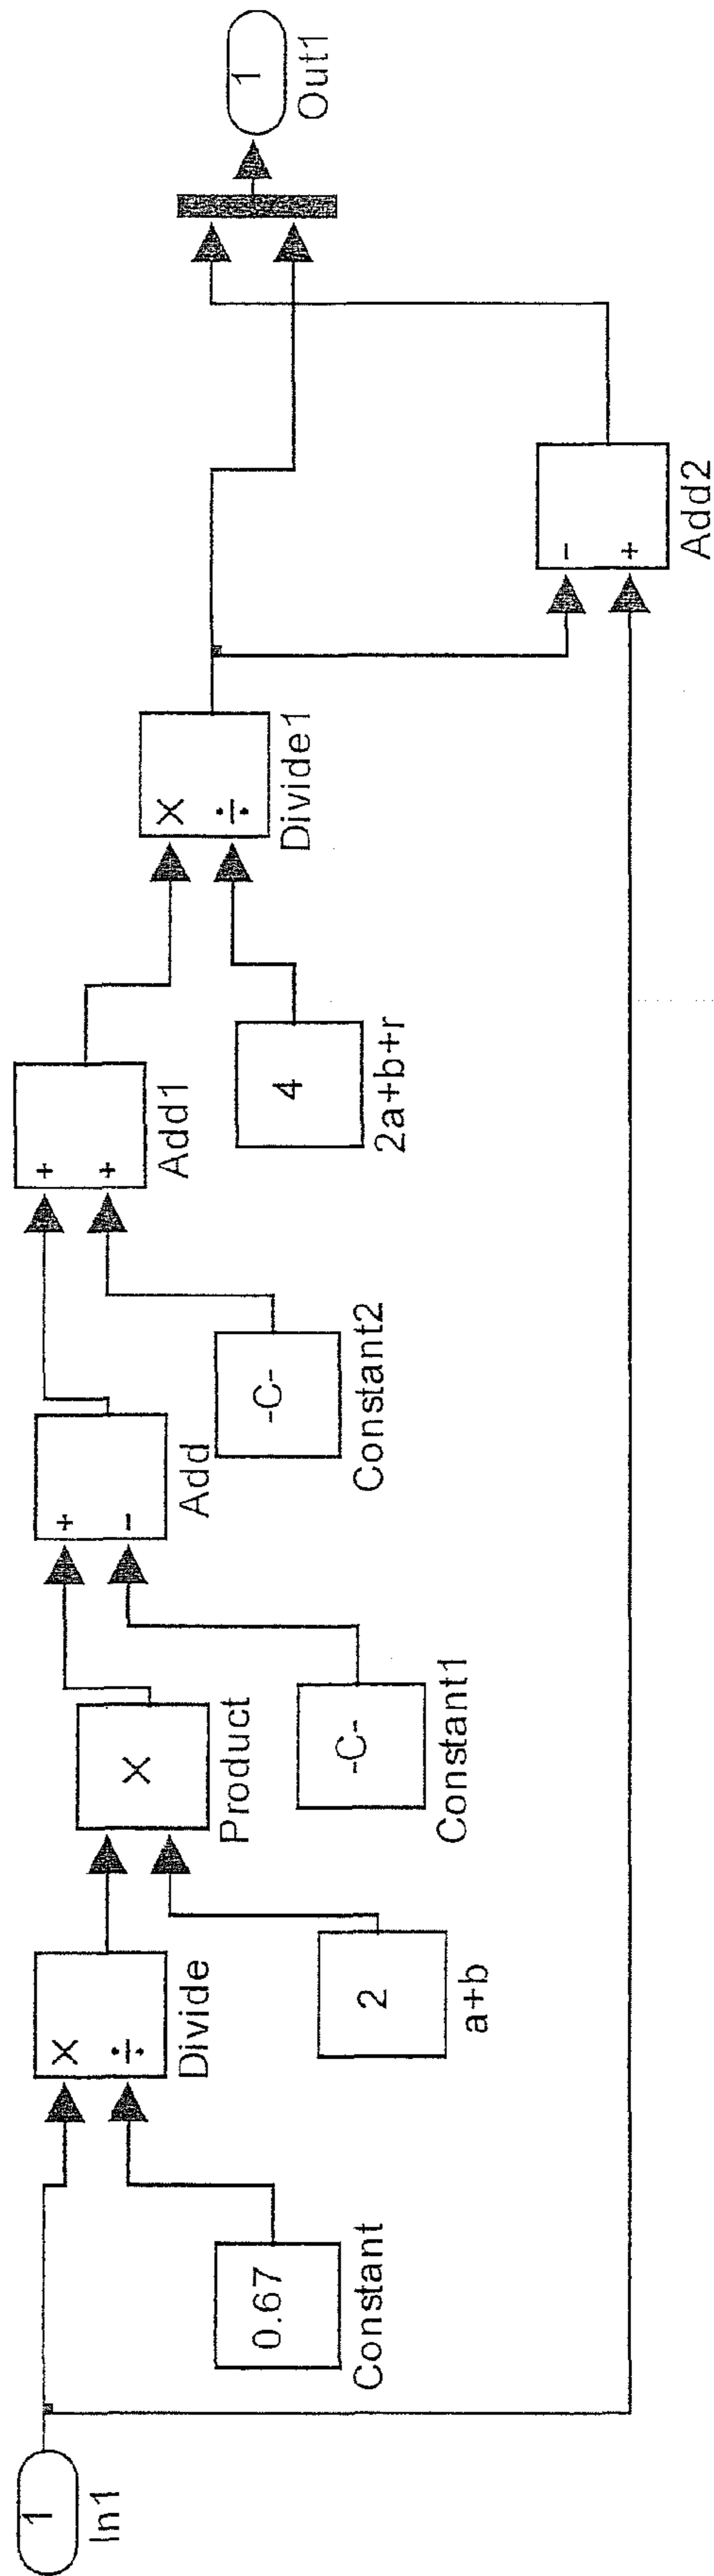 1
In1
0.67
Constant
×
÷
Divide
2
a+b
×
Product
-C-
Constant1
+
-
Add
-C-
Constant2
+
+
Add1
4
2a+b+r
×
÷
Divide1
-
+
Add2
1
Out1